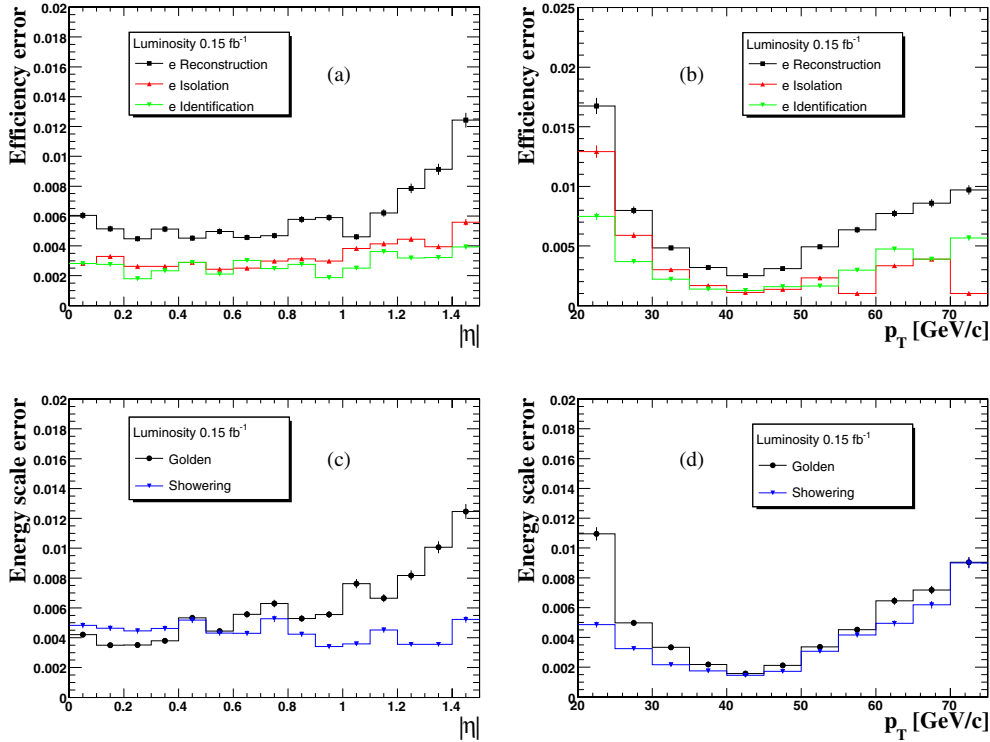 0.02
0.018
0.016
0.014
0.012
0.01
0.008
0.006
0.004
0.002
0
Efficiency error
Luminosity 0.15 fb⁻¹
e Reconstruction
e Isolation
e Identification
(a)
0 0.2 0.4 0.6 0.8 1 1.2 1.4
|η|
0.025
0.02
0.015
0.01
0.005
0
Efficiency error
(b)
Luminosity 0.15 fb⁻¹
e Reconstruction
e Isolation
e Identification
20 30 40 50 60 70
p_T [GeV/c]
0.02
0.018
0.016
0.014
0.012
0.01
0.008
0.006
0.004
0.002
0
Energy scale error
Luminosity 0.15 fb⁻¹
Golden
Showering
(c)
0 0.2 0.4 0.6 0.8 1 1.2 1.4
|η|
0.02
0.018
0.016
0.014
0.012
0.01
0.008
0.006
0.004
0.002
0
Energy scale error
(d)
Luminosity 0.15 fb⁻¹
Golden
Showering
20 30 40 50 60 70
p_T [GeV/c]